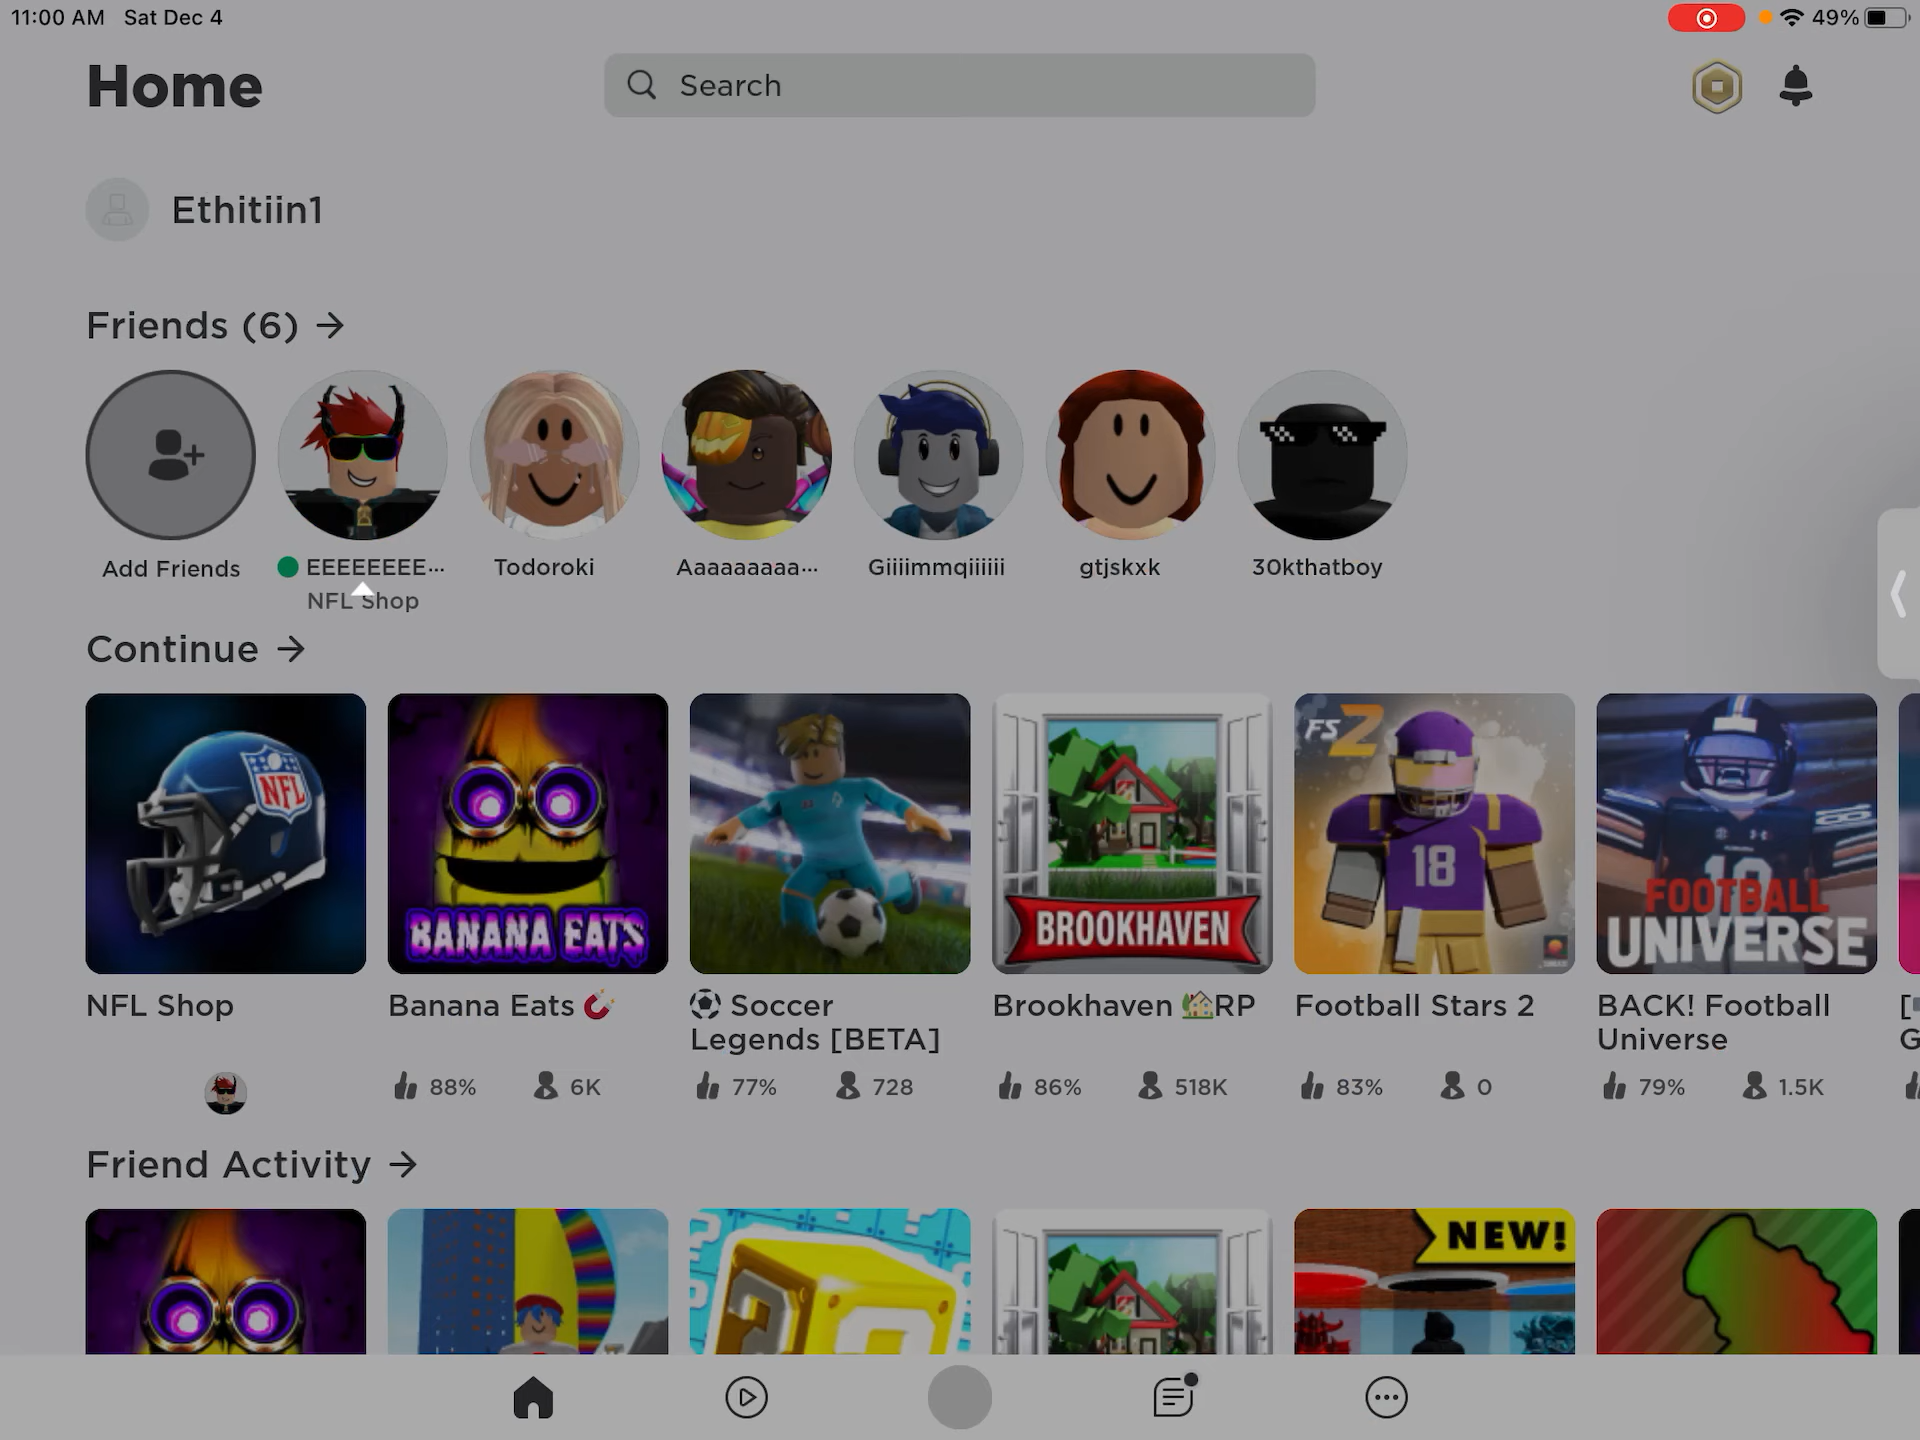 11:00 AM Sat Dec 4
49%
Home
Search
Ethitiin1
Friends (6)
Add Friends
EEEEEEEE...
Todoroki
Aaaaaaaaa...
Giiiimmqiiiiii
gtjskxk
30kthatboy
NFL Shop
Continue
NFL
BANANA EATS
BROOKHAVEN
FS 2
18
FOOTBALL
UNIVERSE
NFL Shop
Banana Eats
Soccer
Legends [BETA]
Brookhaven 🏡RP
Football Stars 2
BACK! Football
Universe
88% 6K
77% 728
86% 518K
83% 0
79% 1.5K
Friend Activity
NEW!